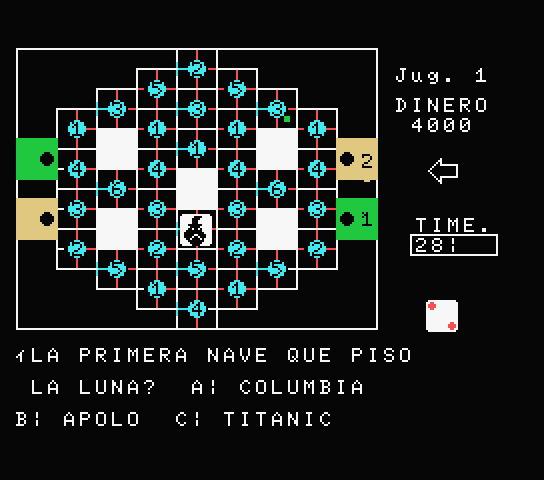 Jug. 1
DINERO
4000
2
1
TIME.
28¦
¿LA PRIMERA NAVE QUE PISO
LA LUNA? A¦ COLUMBIA
B¦ APOLO C¦ TITANIC